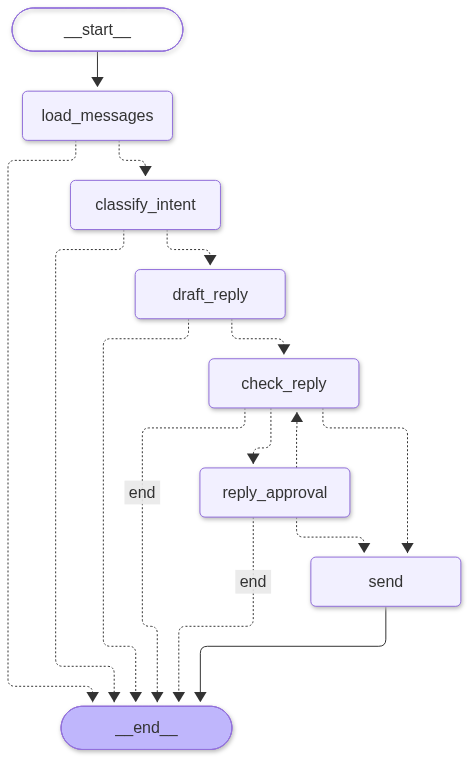 __start__
load_messages
classify_intent
draft_reply
check_reply
end
reply_approval
end
send
__end__